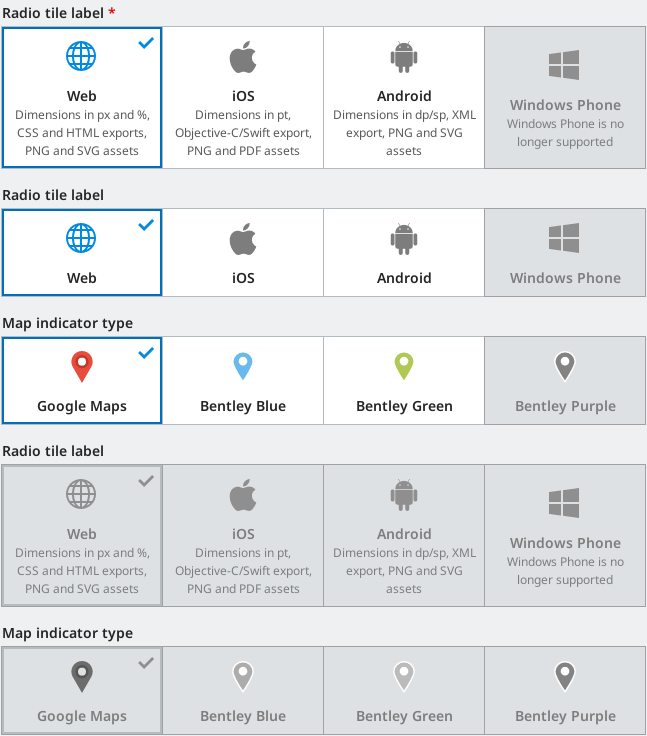 Radio tile label *
Web
Dimensions in px and %,
CSS and HTML exports,
PNG and SVG assets
iOS
Dimensions in pt,
Objective-C/Swift export,
PNG and PDF assets
Android
Dimensions in dp/sp, XML
export, PNG and SVG
assets
Windows Phone
Windows Phone is no
longer supported
Radio tile label
Web
iOS
Android
Windows Phone
Map indicator type
Google Maps
Bentley Blue
Bentley Green
Bentley Purple
Radio tile label
Web
Dimensions in px and %,
CSS and HTML exports,
PNG and SVG assets
iOS
Dimensions in pt,
Objective-C/Swift export,
PNG and PDF assets
Android
Dimensions in dp/sp, XML
export, PNG and SVG
assets
Windows Phone
Windows Phone is no
longer supported
Map indicator type
Google Maps
Bentley Blue
Bentley Green
Bentley Purple